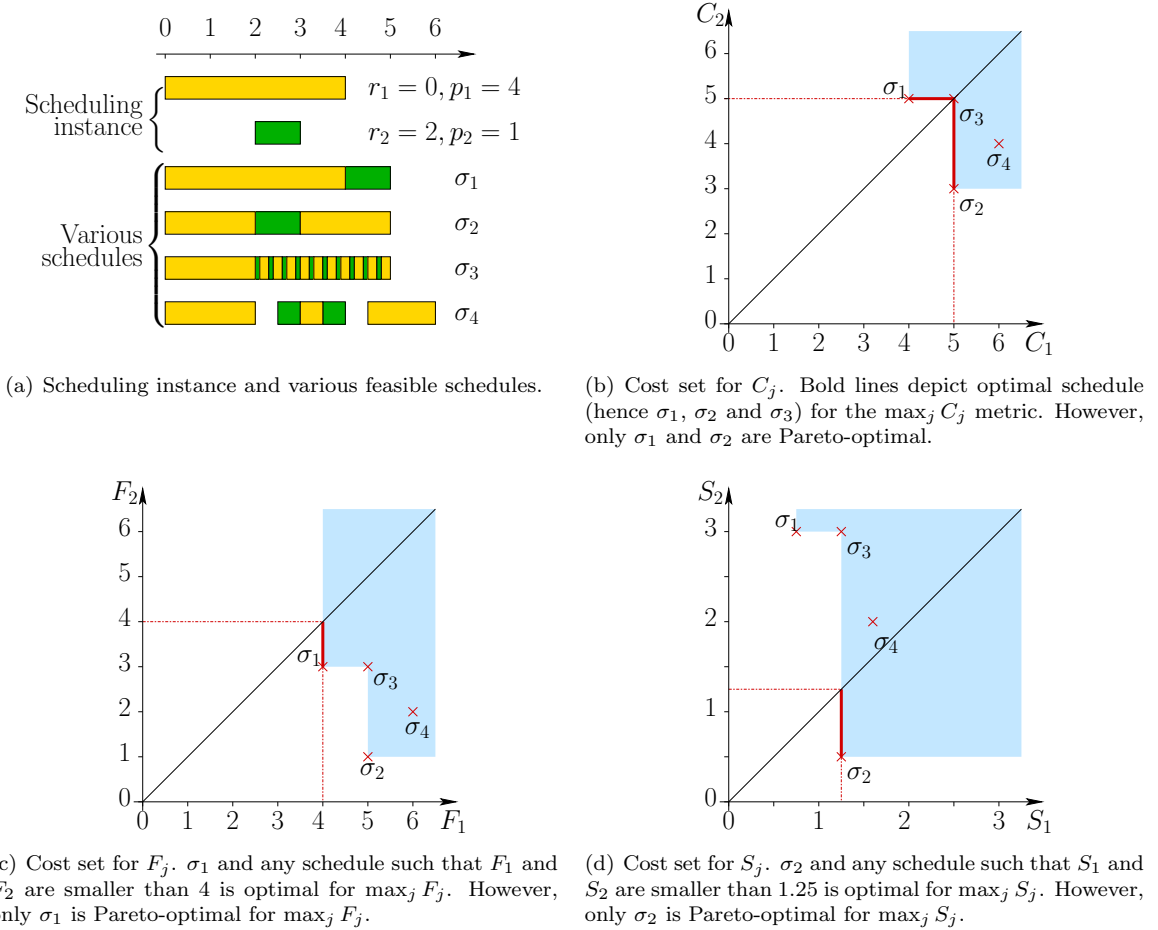 0 1 2 3 4 5 6
r1 = 0, p1 = 4
Scheduling
instance
r2 = 2, p2 = 1
σ1
σ2
Various
schedules
σ3
σ4
(a) Scheduling instance and various feasible schedules.
C2
6
5
4
3
2
1
0
σ1
σ3
σ4
σ2
0 1 2 3 4 5 6 C1
(b) Cost set for Cj. Bold lines depict optimal schedule
(hence σ1, σ2 and σ3) for the maxj Cj metric. However,
only σ1 and σ2 are Pareto-optimal.
F2
6
5
4
3
2
1
0
σ1
σ3
σ4
σ2
0 1 2 3 4 5 6 F1
c) Cost set for Fj. σ1 and any schedule such that F1 and
F2 are smaller than 4 is optimal for maxj Fj. However,
only σ1 is Pareto-optimal for maxj Fj.
S2
3
2
1
0
σ1
σ3
σ4
σ2
0 1 2 3 S1
(d) Cost set for Sj. σ2 and any schedule such that S1 and
S2 are smaller than 1.25 is optimal for maxj Sj. However,
only σ2 is Pareto-optimal for maxj Sj.